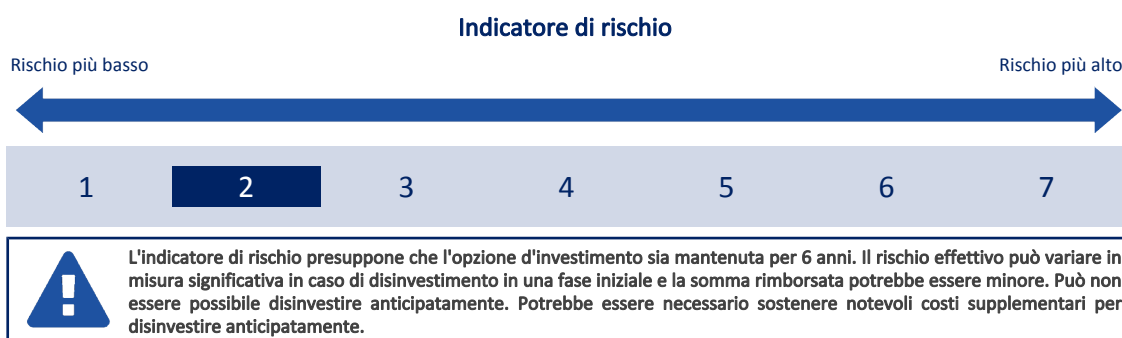 Indicatore di rischio
Rischio più basso
Rischio più alto
1 2 3 4 5 6 7
L'indicatore di rischio presuppone che l'opzione d'investimento sia mantenuta per 6 anni. Il rischio effettivo può variare in
misura significativa in caso di disinvestimento in una fase iniziale e la somma rimborsata potrebbe essere minore. Può non
essere possibile disinvestire anticipatamente. Potrebbe essere necessario sostenere notevoli costi supplementari per
disinvestire anticipatamente.